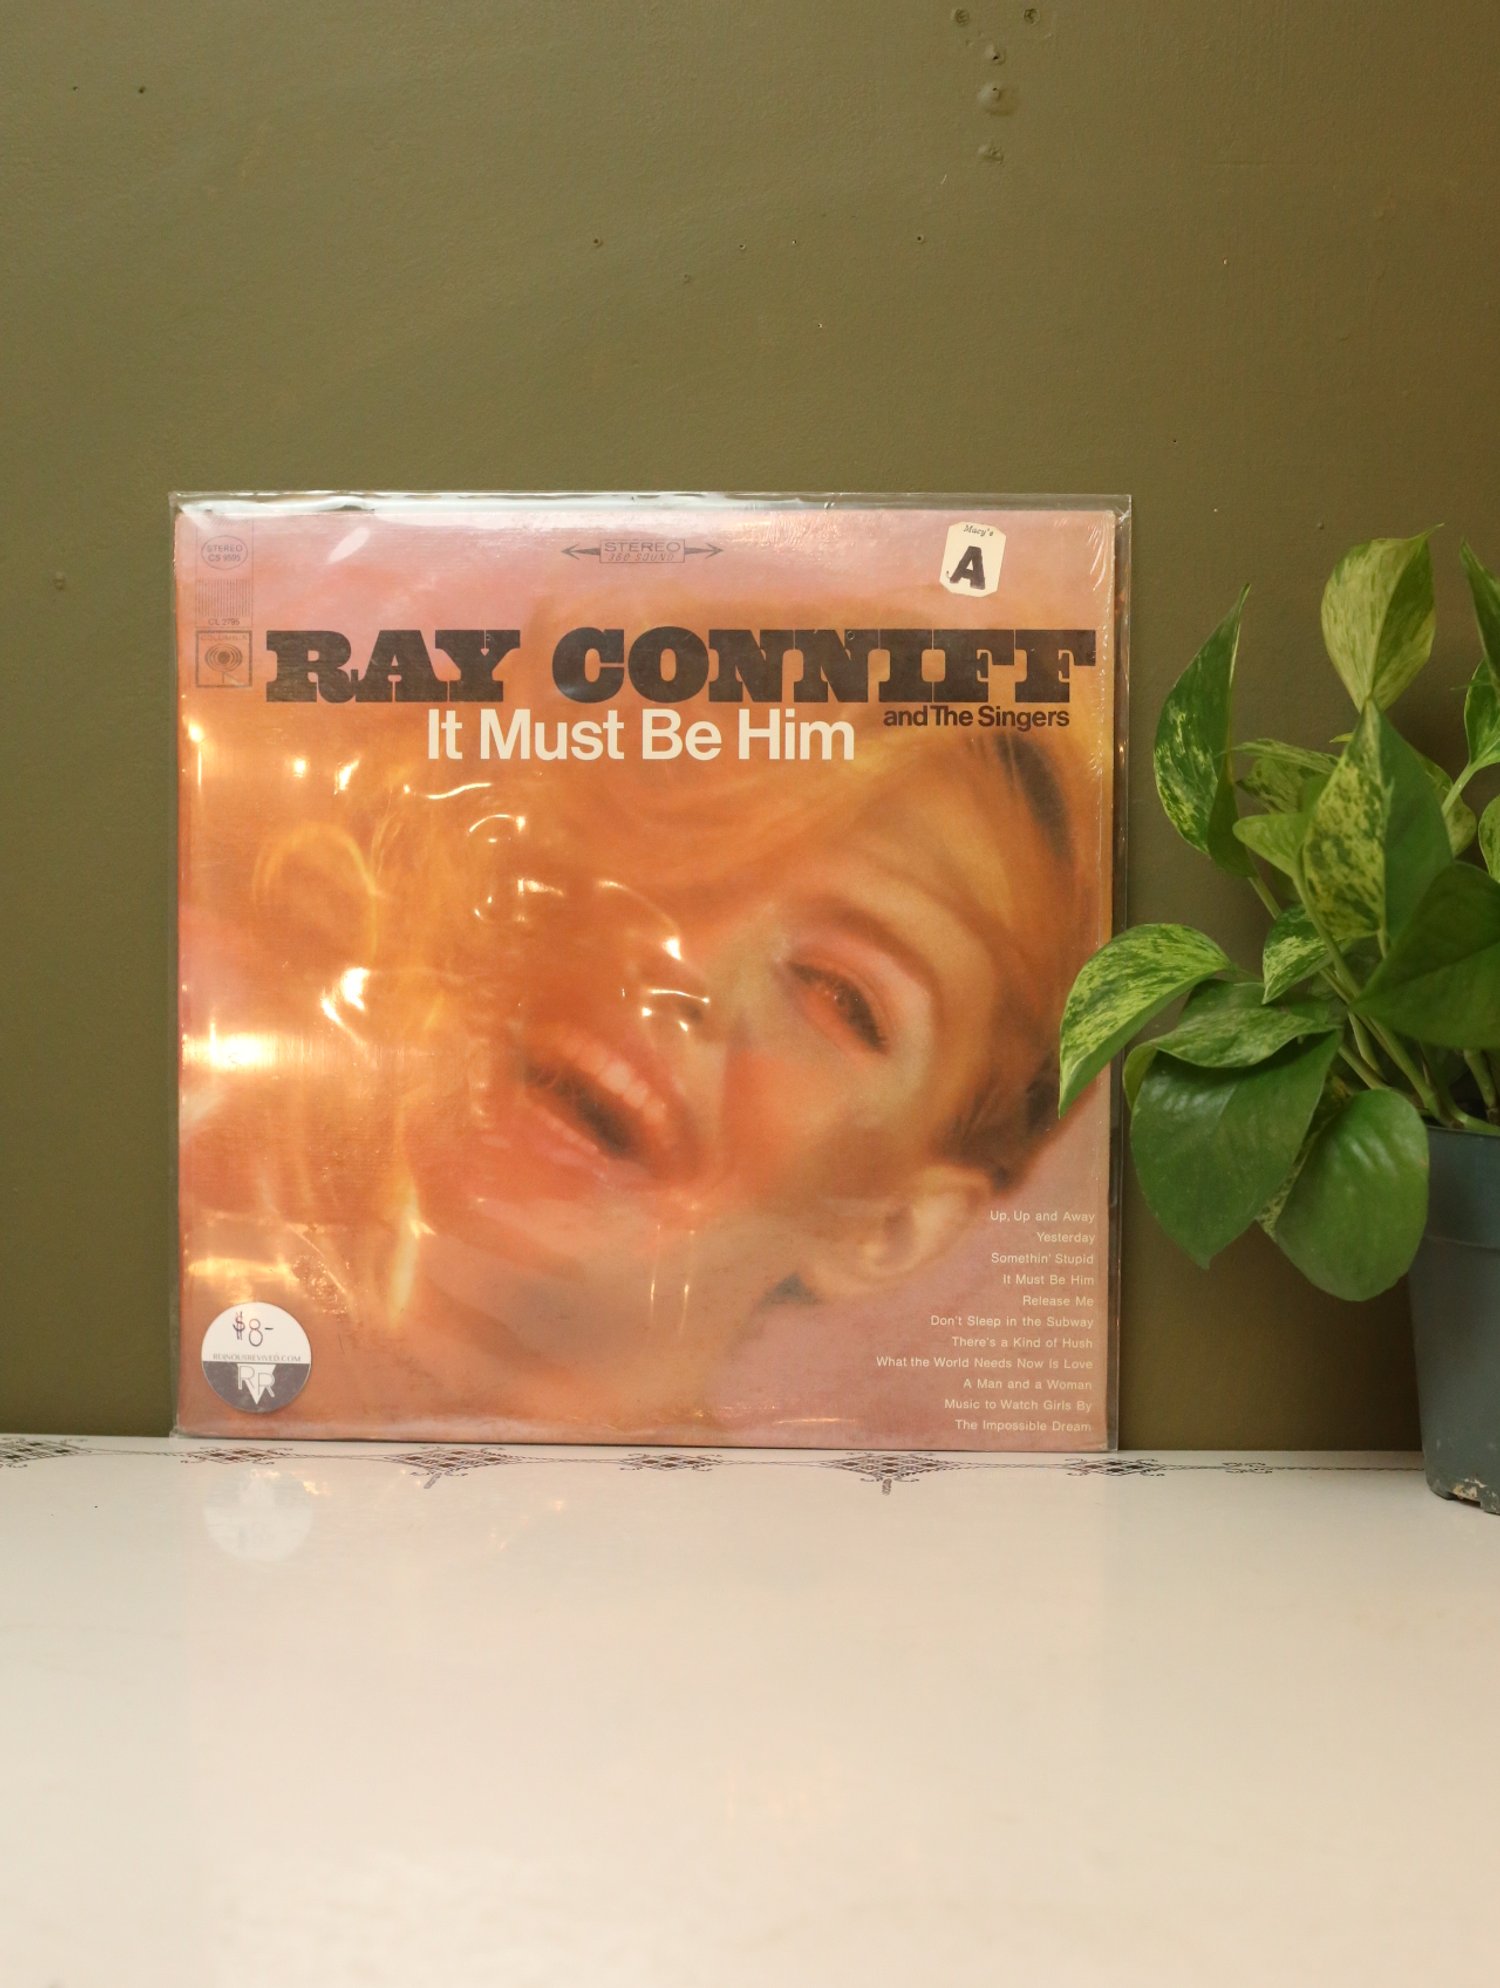 STEREO
CS 9595
CL 2795
COLUMBIA
STEREO
360 SOUND
Macy's
A
RAY CONNIFF
and The Singers
It Must Be Him
Up, Up and Away
Yesterday
Somethin' Stupid
It Must Be Him
Release Me
Don't Sleep in the Subway
There's a Kind of Hush
What the World Needs Now Is Love
A Man and a Woman
Music to Watch Girls By
The Impossible Dream
$8-
RR